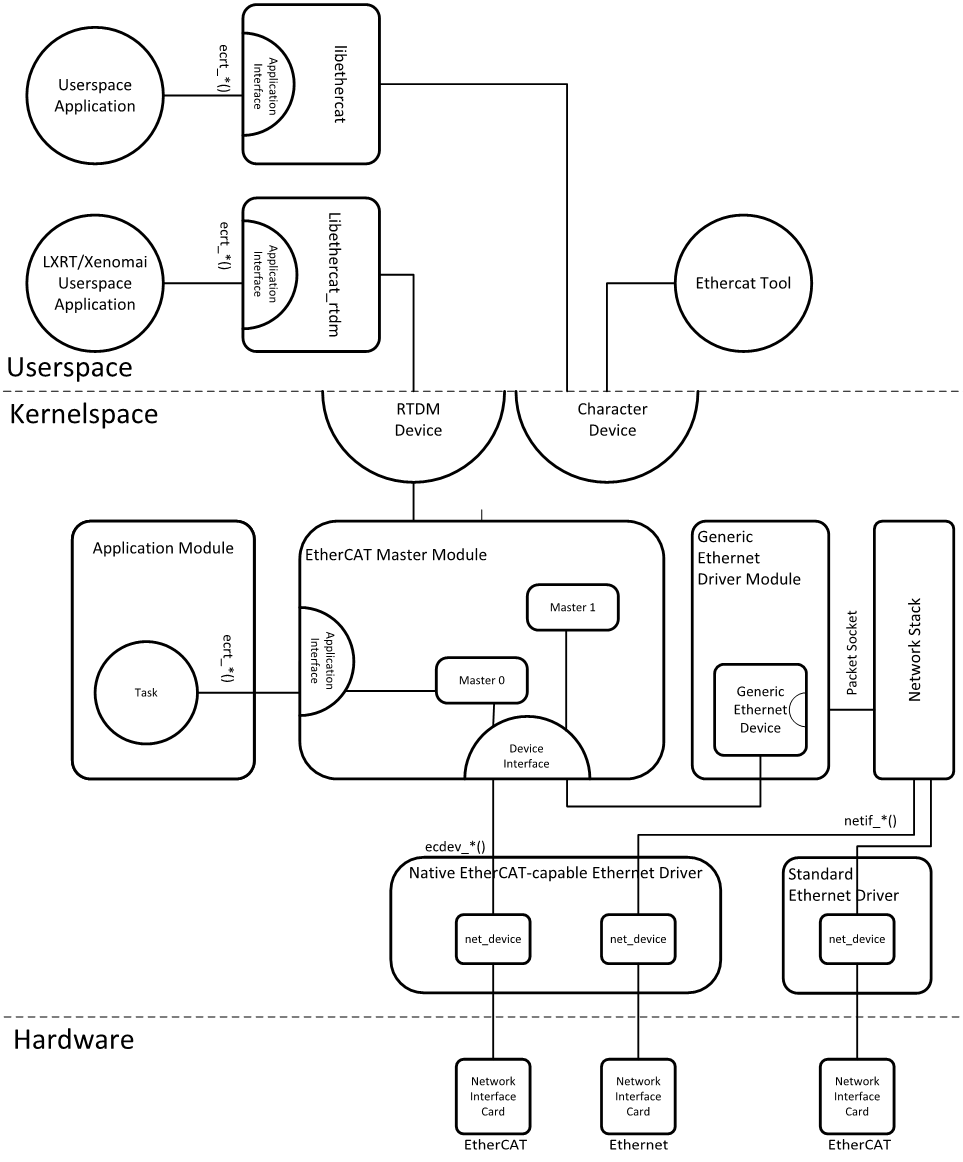 ecrt_*()
Application
Interface
libethercat
Userspace
Application
ecrt_*()
Application
Interface
Libethercat_rtdm
LXRT/Xenomai
Userspace
Application
Ethercat Tool
Userspace
Kernelspace
RTDM
Device
Character
Device
Application Module
EtherCAT Master Module
Generic
Ethernet
Driver Module
Network Stack
Packet Socket
Master 1
ecrt_*()
Application
Interface
Master 0
Task
Generic
Ethernet
Device
Device
Interface
netif_*()
ecdev_*()
Native EtherCAT-capable Ethernet Driver
Standard
Ethernet Driver
net_device
net_device
net_device
Hardware
Network
Interface
Card
Network
Interface
Card
Network
Interface
Card
EtherCAT
Ethernet
EtherCAT